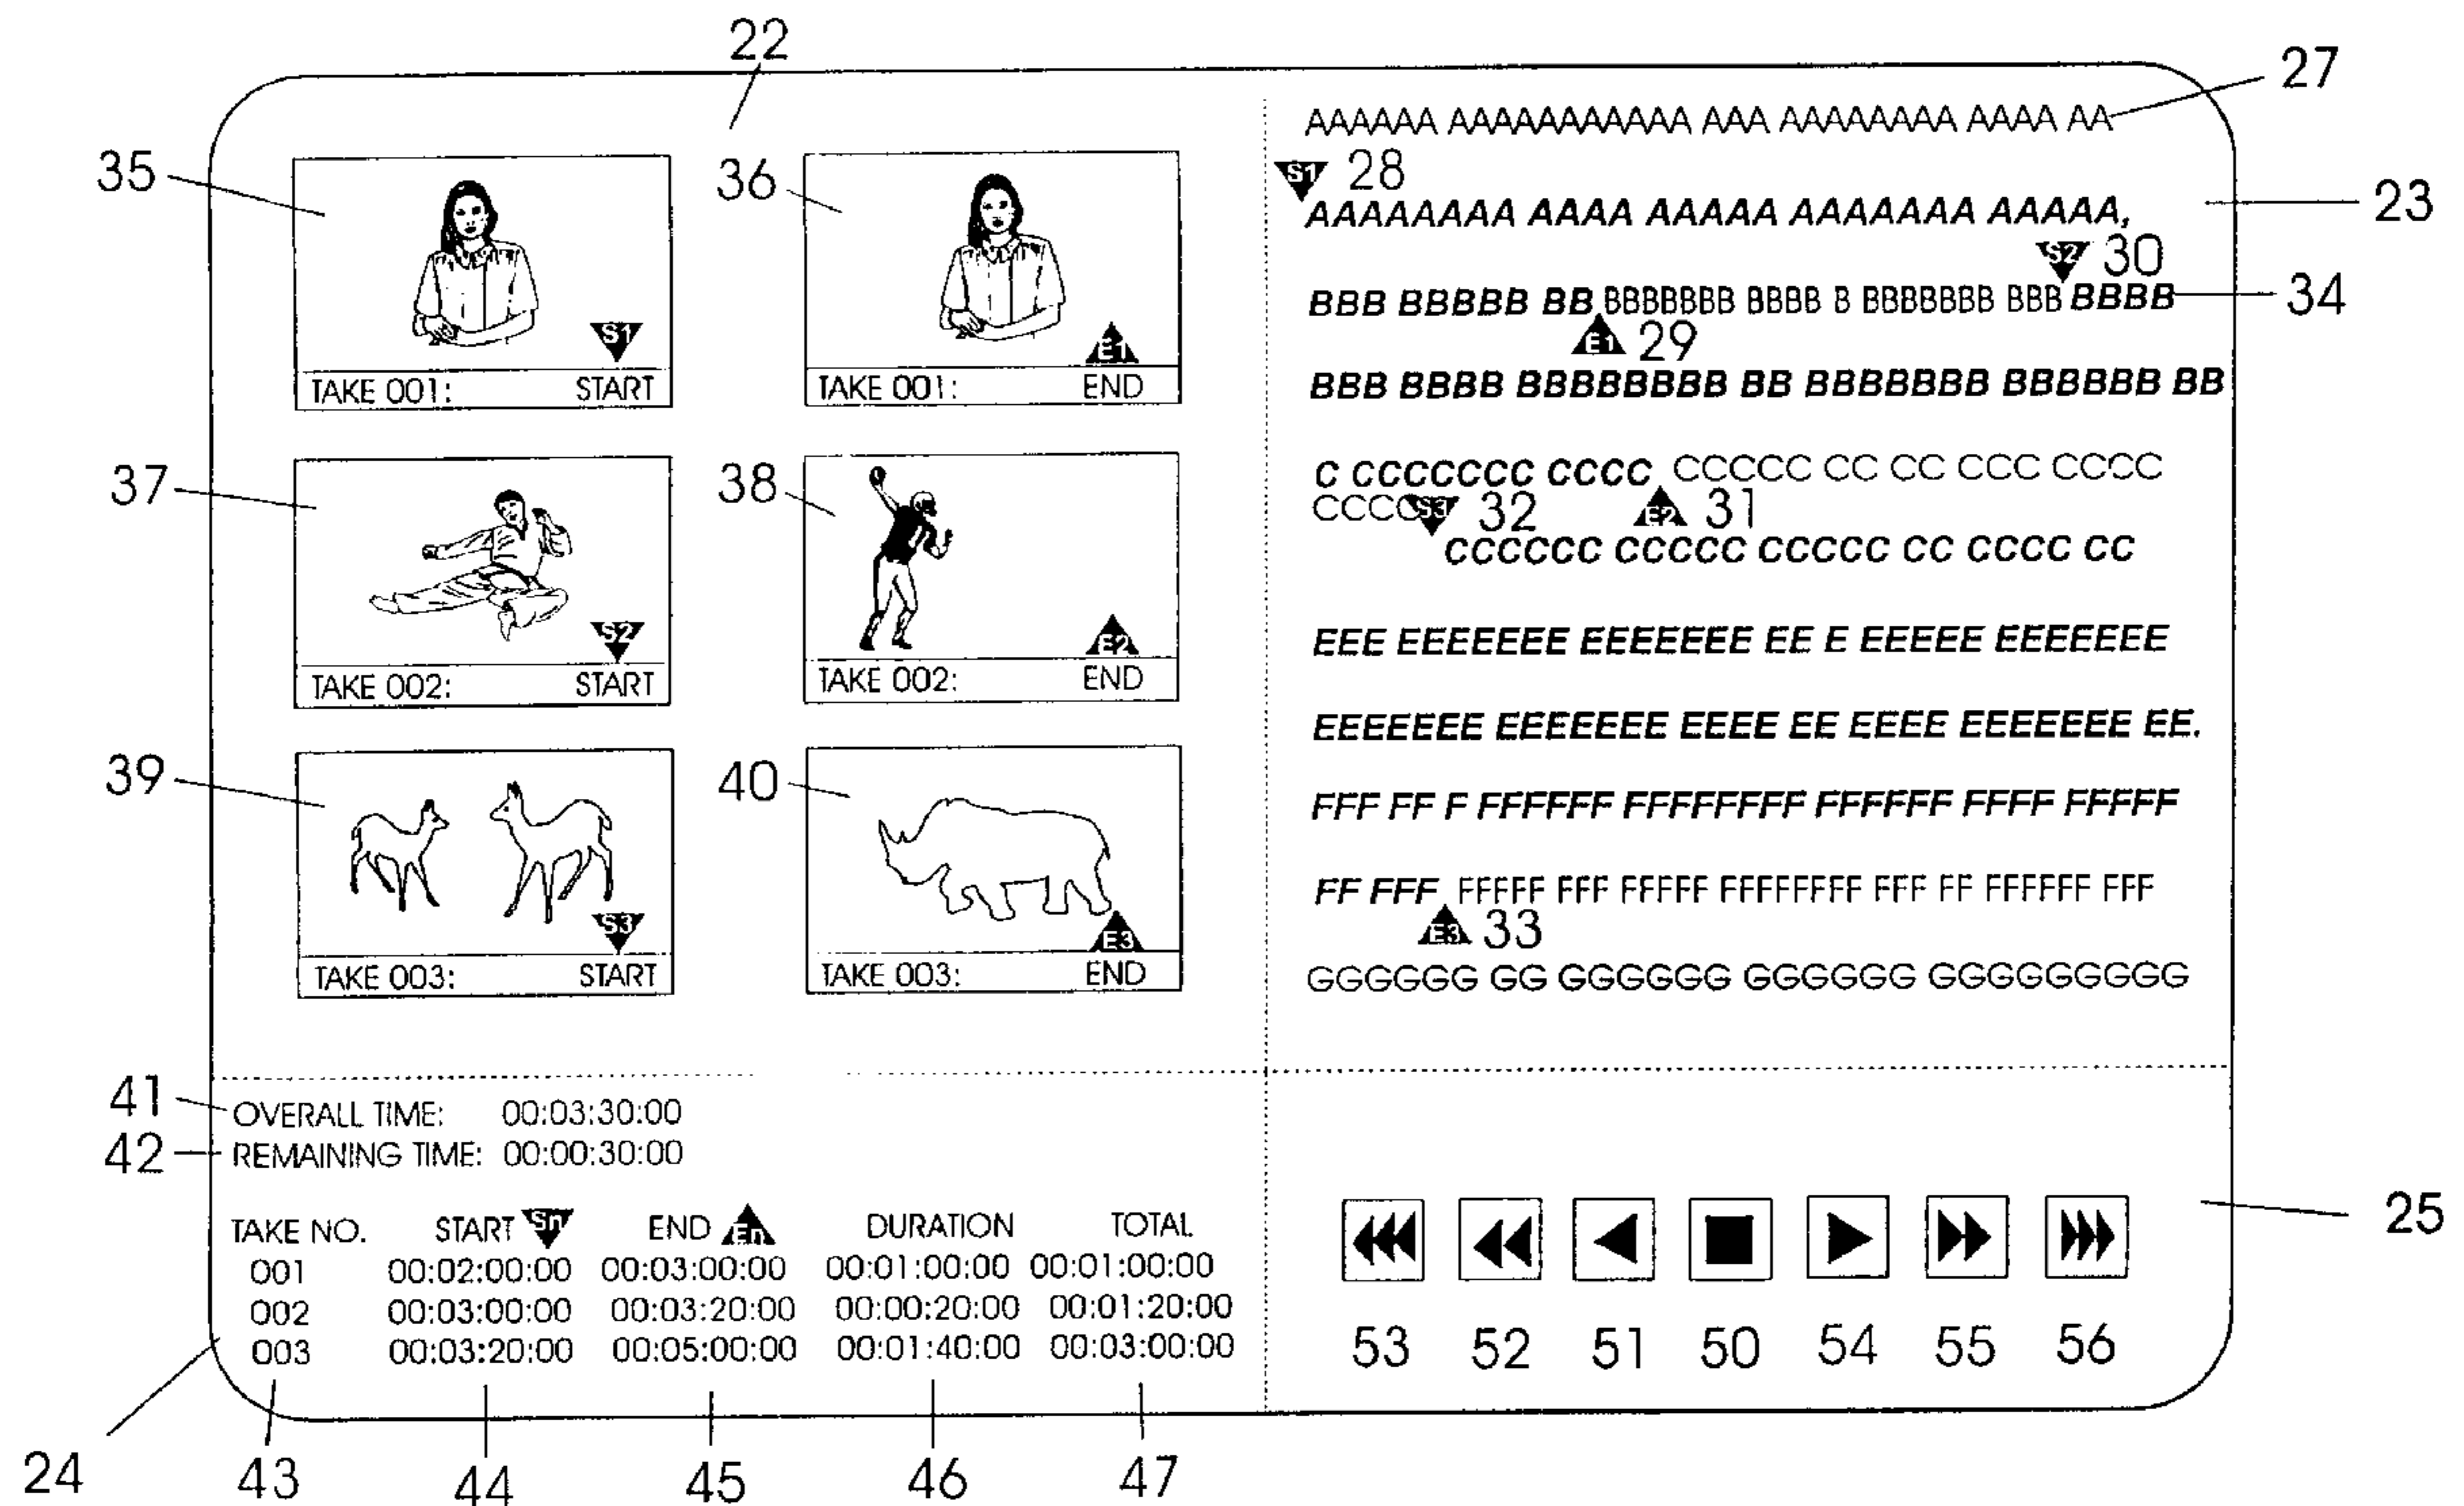 22
35
36
S1
TAKE 001: START
E1
TAKE 001: END
37
38
S2
TAKE 002: START
E2
TAKE 002: END
39
40
S3
TAKE 003: START
E3
TAKE 003: END
27
AAAAAA AAAAAAAAAAA AAA AAAAAAAA AAAA AA
S1 28
23
AAAAAAAA AAAA AAAAA AAAAAAA AAAAA,
S2 30
BBB BBBBB BB BBBBBBB BBBB B BBBBBBB BBB BBBB 34
E1 29
BBB BBBB BBBBBBBB BB BBBBBBB BBBBBB BB
C CCCCCCC CCCC CCCCC CC CC CCC CCCC
CCCC S3 32 E2 31
CCCCCC CCCCC CCCCC CC CCCC CC
EEE EEEEEEE EEEEEEE EE E EEEEE EEEEEEE
EEEEEEE EEEEEEE EEEE EE EEEE EEEEEEE EE.
FFF FF F FFFFFF FFFFFFFF FFFFFF FFFF FFFFF
FF FFF FFFFF FFF FFFFF FFFFFFFF FFF FF FFFFFF FFF
E3 33
GGGGGG GG GGGGGG GGGGGG GGGGGGGGG
41 OVERALL TIME: 00:03:30:00
42 REMAINING TIME: 00:00:30:00
TAKE NO. START Sn END En DURATION TOTAL
001 00:02:00:00 00:03:00:00 00:01:00:00 00:01:00:00
002 00:03:00:00 00:03:20:00 00:00:20:00 00:01:20:00
003 00:03:20:00 00:05:00:00 00:01:40:00 00:03:00:00
24 43 44 45 46 47
25
53 52 51 50 54 55 56